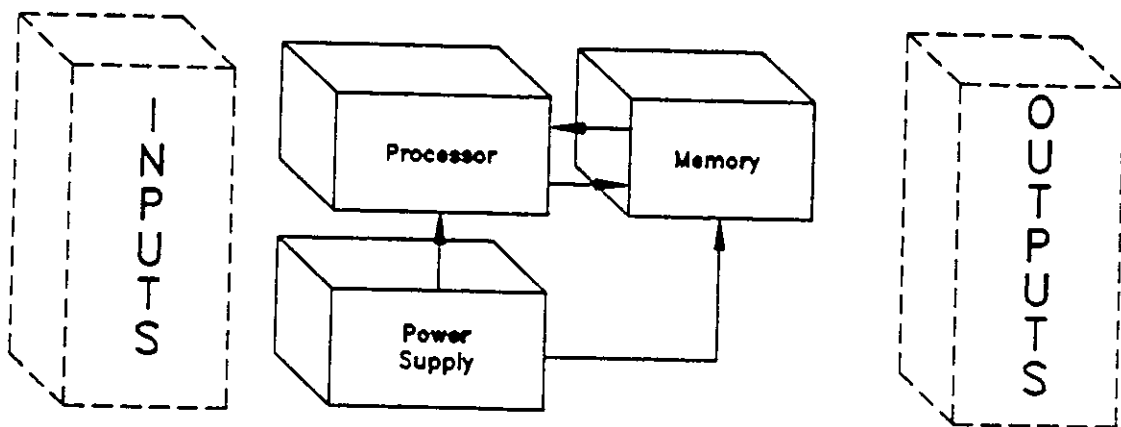 INPUTS
Processor
Memory
Power
Supply
OUTPUTS